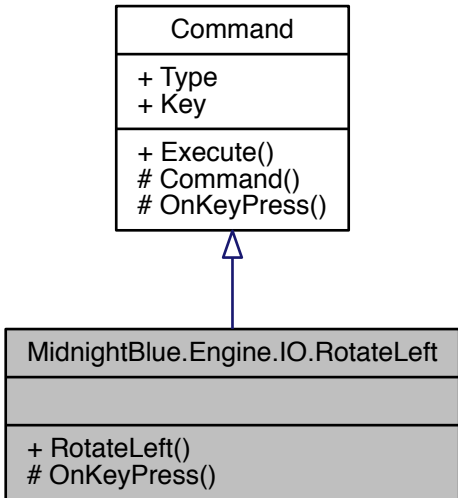 Command
+ Type
+ Key
+ Execute()
# Command()
# OnKeyPress()
MidnightBlue.Engine.IO.RotateLeft
+ RotateLeft()
# OnKeyPress()